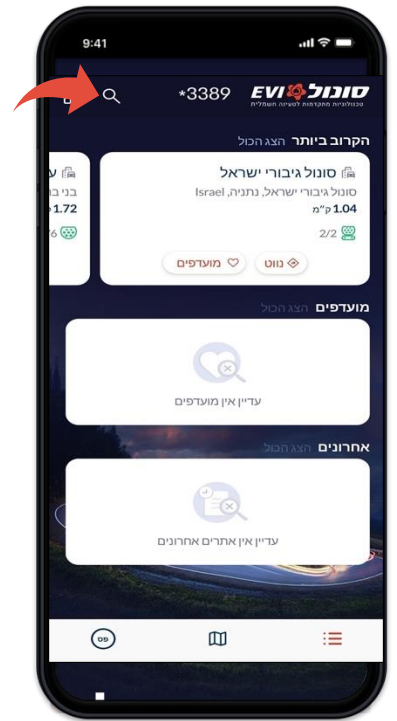 9:41
סונול EVI *3389
טכנולוגיות מתקדמות לטעינה חשמלית
הקרוב ביותר הצג הכול
סונול גיבורי ישראל
סונול גיבורי ישראל, נתניה, Israel
1.04 ק"מ
2/2
נווט
מועדפים
בני
1.72
מועדפים הצג הכול
עדיין אין מועדפים
אחרונים הצג הכול
עדיין אין אתרים אחרונים
פס